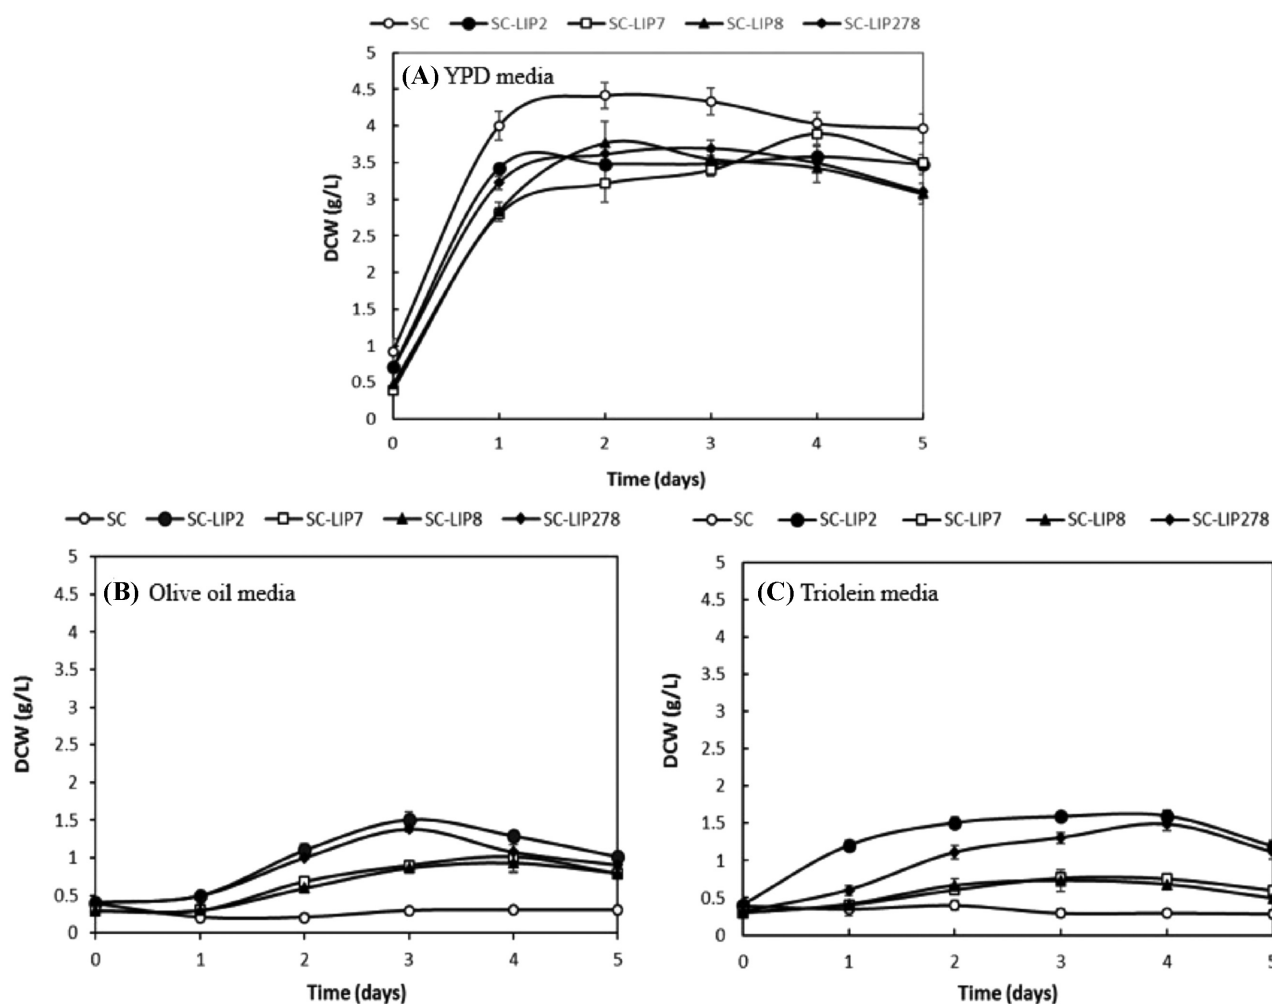 SC SC-LIP2 SC-LIP7 SC-LIP8 SC-LIP278
(A) YPD media
DCW (g/L)
5
4.5
4
3.5
3
2.5
2
1.5
1
0.5
0
0 1 2 3 4 5
Time (days)
SC SC-LIP2 SC-LIP7 SC-LIP8 SC-LIP278
(B) Olive oil media
DCW (g/L)
5
4.5
4
3.5
3
2.5
2
1.5
1
0.5
0
0 1 2 3 4 5
Time (days)
SC SC-LIP2 SC-LIP7 SC-LIP8 SC-LIP278
(C) Triolein media
DCW (g/L)
5
4.5
4
3.5
3
2.5
2
1.5
1
0.5
0
0 1 2 3 4 5
Time (days)